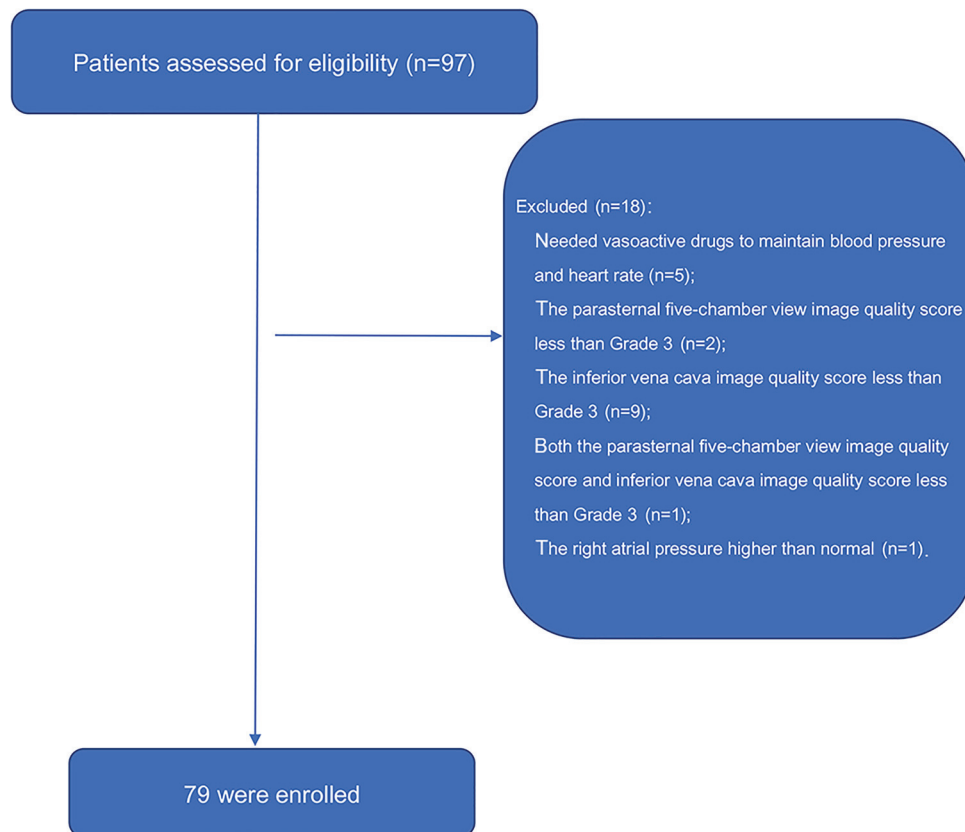 Patients assessed for eligibility (n=97)
Excluded (n=18):
Needed vasoactive drugs to maintain blood pressure
and heart rate (n=5);
The parasternal five-chamber view image quality score
less than Grade 3 (n=2);
The inferior vena cava image quality score less than
Grade 3 (n=9);
Both the parasternal five-chamber view image quality
score and inferior vena cava image quality score less
than Grade 3 (n=1);
The right atrial pressure higher than normal (n=1).
79 were enrolled